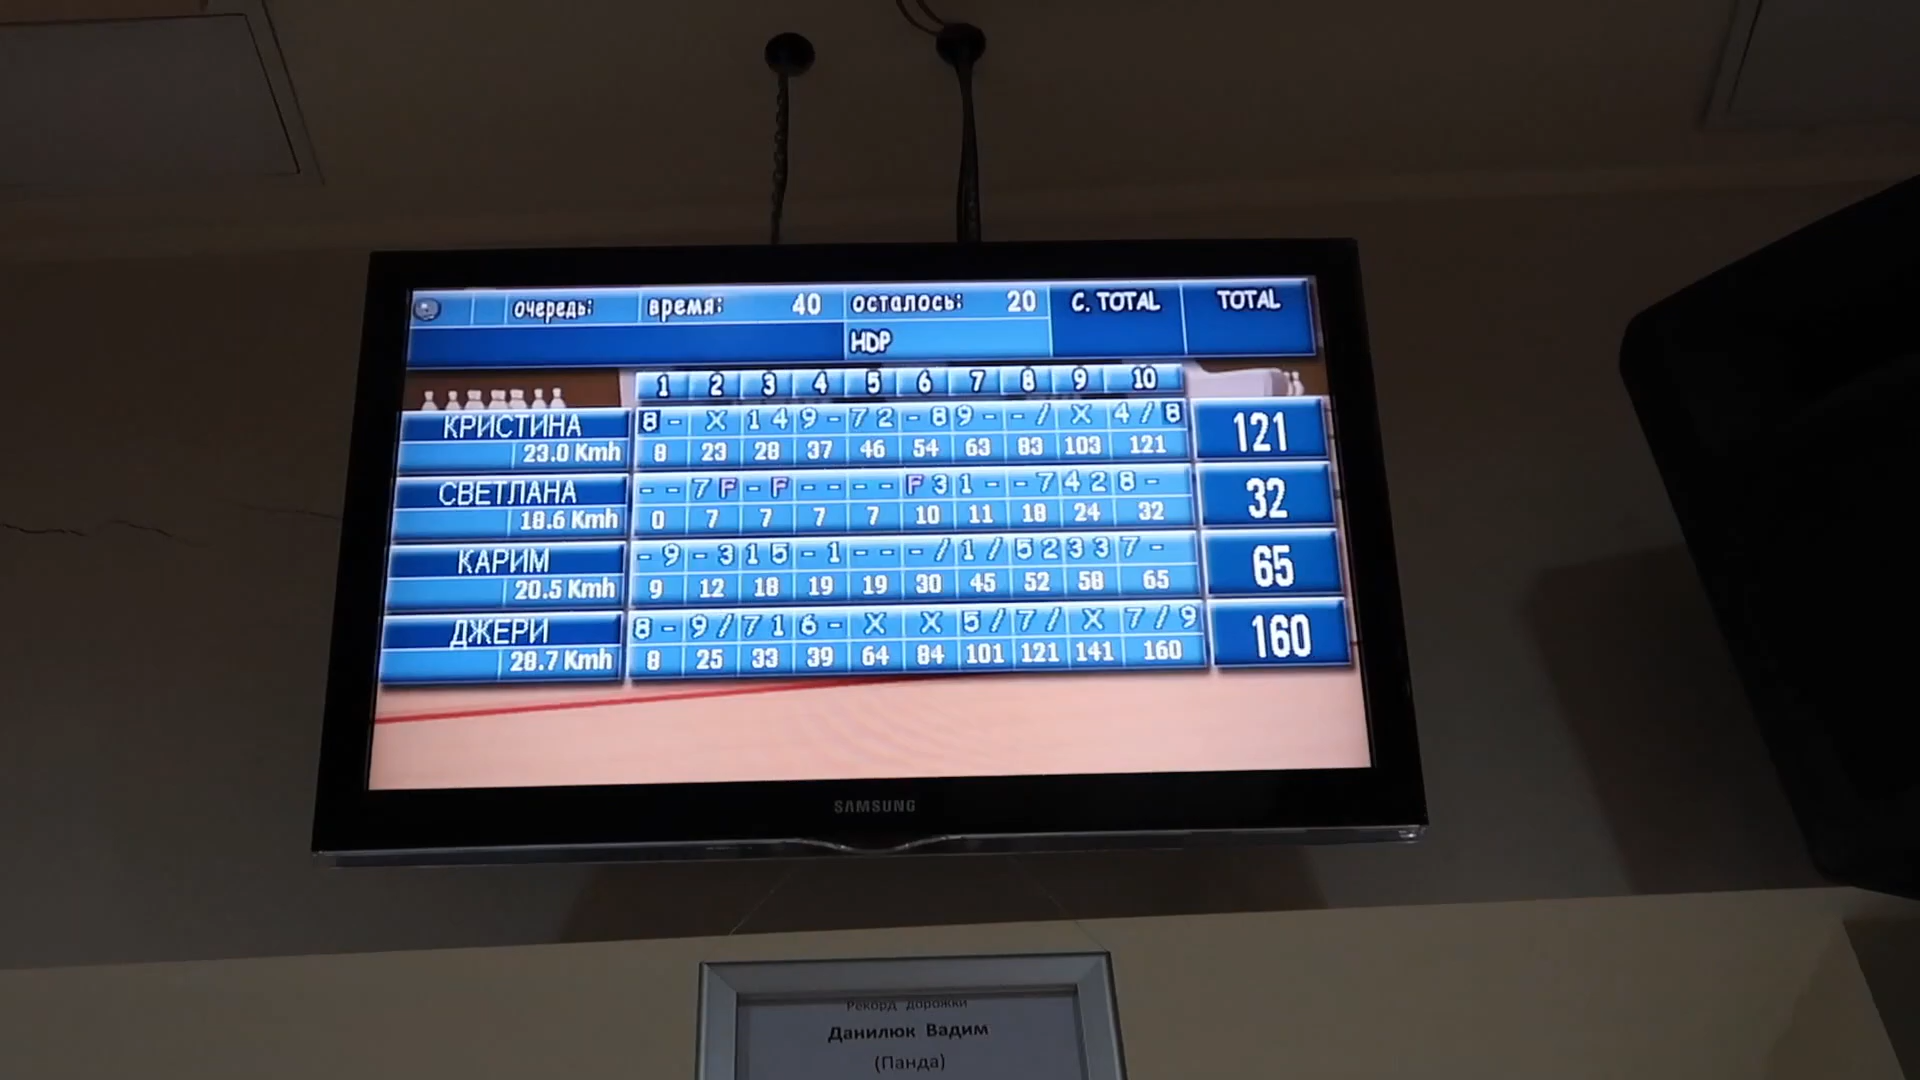 очередь: время: 40 осталось: 20 C. TOTAL TOTAL
HDP
1 2 3 4 5 6 7 8 9 10
КРИСТИНА 8 - X 1 4 9 - 7 2 - 8 9 - - / X 4 / 8 121
23.0 Kmh 8 23 28 37 46 54 63 83 103 121
СВЕТЛАНА - - 7 F - F - - - - F 3 1 - - 7 4 2 8 - 32
18.6 Kmh 0 7 7 7 7 10 11 18 24 32
КАРИМ - 9 - 3 1 5 - 1 - - - / 1 / 5 2 3 3 7 - 65
20.5 Kmh 9 12 18 19 19 30 45 52 58 65
ДЖЕРИ 8 - 9 / 7 1 6 - X X 5 / 7 / X 7 / 9 160
28.7 Kmh 8 25 33 39 64 84 101 121 141 160
SAMSUNG
Рекорд дорожки
Данилюк Вадим
(Панда)